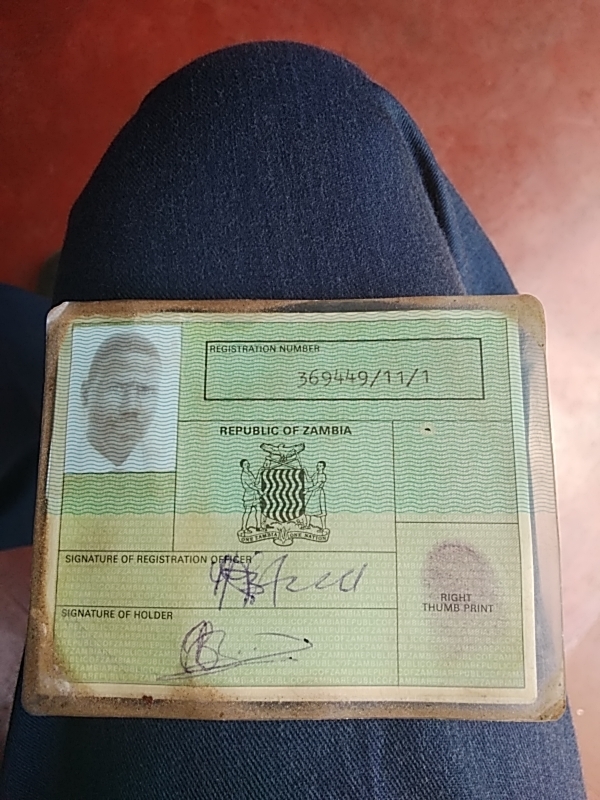 REGISTRATION NUMBER
369449/11/1
REPUBLIC OF ZAMBIA
ONE ZAMBIA ONE NATION
SIGNATURE OF REGISTRATION OFFICER
RIGHT
THUMB PRINT
SIGNATURE OF HOLDER